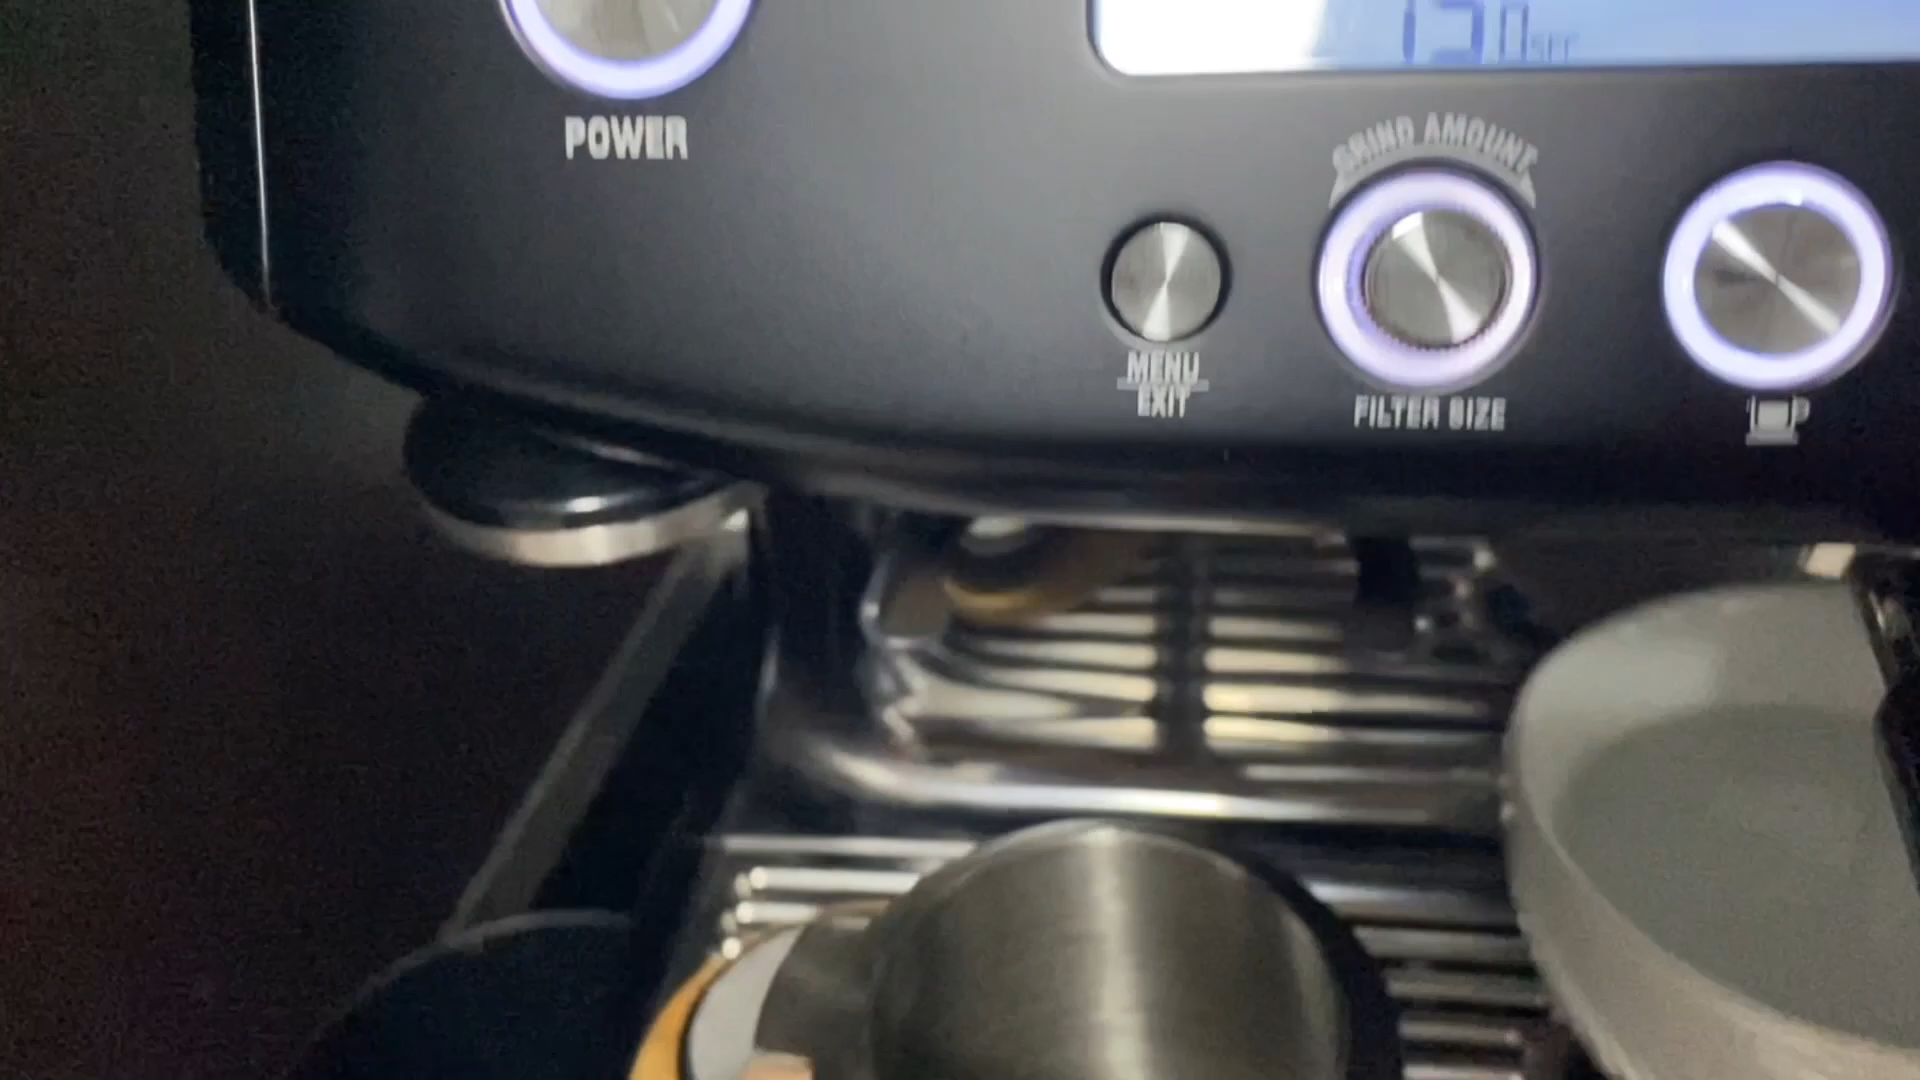 POWER
GRIND AMOUNT
MENU
EXIT
FILTER SIZE